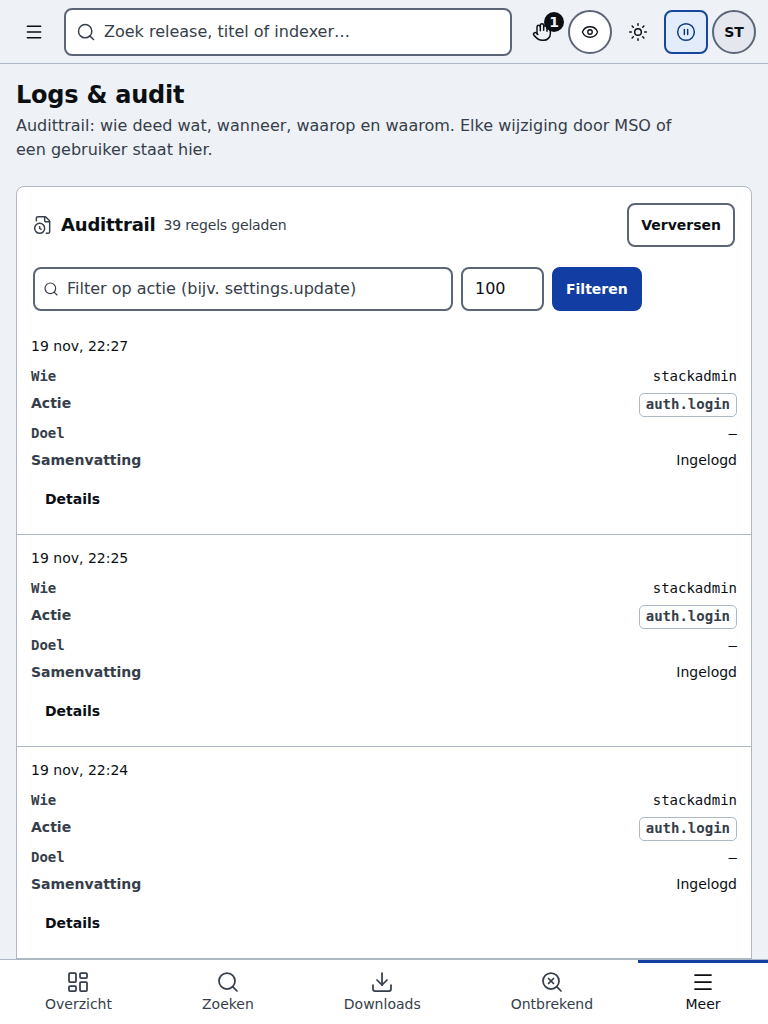 Zoek release, titel of indexer…
1
ST
Logs & audit
Audittrail: wie deed wat, wanneer, waarop en waarom. Elke wijziging door MSO of
een gebruiker staat hier.
Audittrail 39 regels geladen
Verversen
Filter op actie (bijv. settings.update)
100
Filteren
19 nov, 22:27
Wie stackadmin
Actie auth.login
Doel —
Samenvatting Ingelogd
Details
19 nov, 22:25
Wie stackadmin
Actie auth.login
Doel —
Samenvatting Ingelogd
Details
19 nov, 22:24
Wie stackadmin
Actie auth.login
Doel —
Samenvatting Ingelogd
Details
Overzicht
Zoeken
Downloads
Ontbrekend
Meer